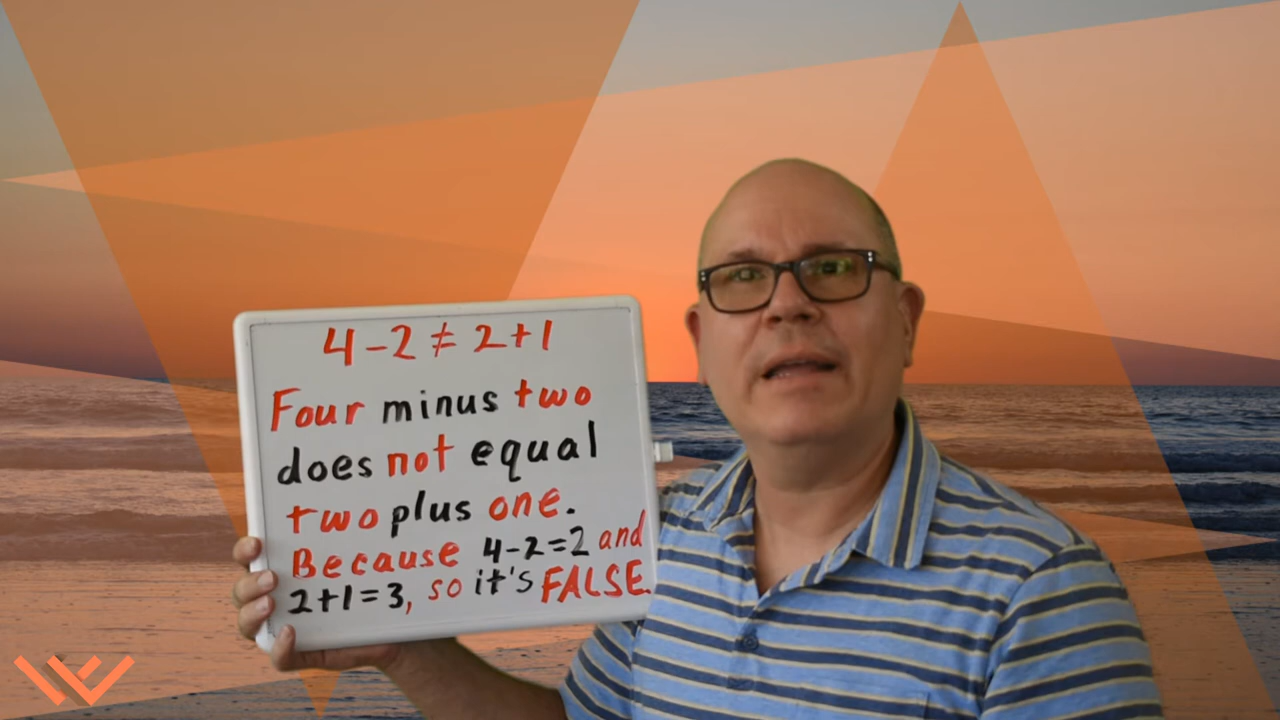 4-2≠2+1
Four minus two
does not equal
two plus one.
Because 4-2=2 and
2+1=3, so it's FALSE.